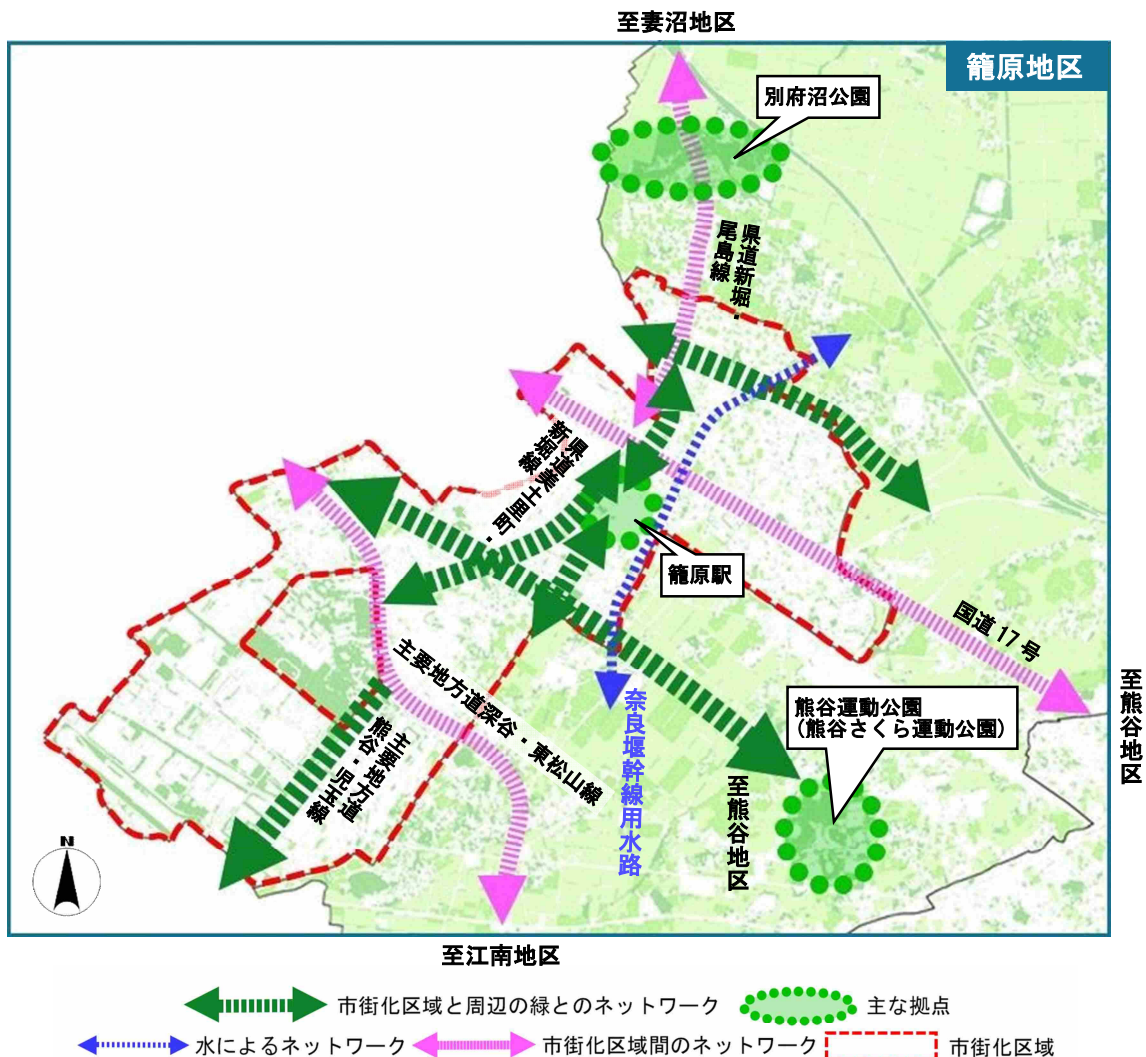 至妻沼地区
籠原地区
別府沼公園
県道新堀・
尾島線
県道美土里町・
新堀線
籠原駅
国道17号
主要地方道深谷・東松山線
主要地方道
熊谷・児玉線
奈良堰幹線用水路
熊谷運動公園
(熊谷さくら運動公園)
至熊谷地区
至熊谷地区
N
至江南地区
市街化区域と周辺の緑とのネットワーク
主な拠点
水によるネットワーク
市街化区域間のネットワーク
市街化区域